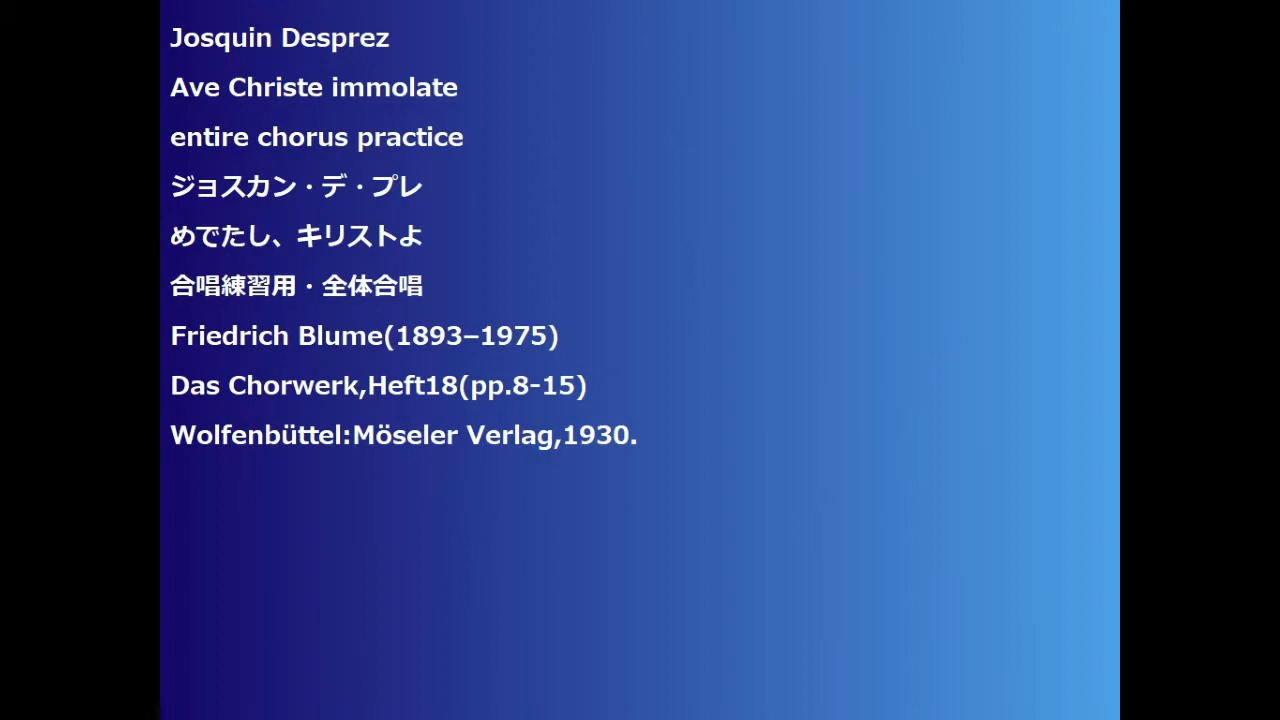 Josquin Desprez
Ave Christe immolate
entire chorus practice
ジョスカン・デ・プレ
めでたし、キリストよ
合唱練習用・全体合唱
Friedrich Blume(1893–1975)
Das Chorwerk,Heft18(pp.8-15)
Wolfenbüttel:Möseler Verlag,1930.